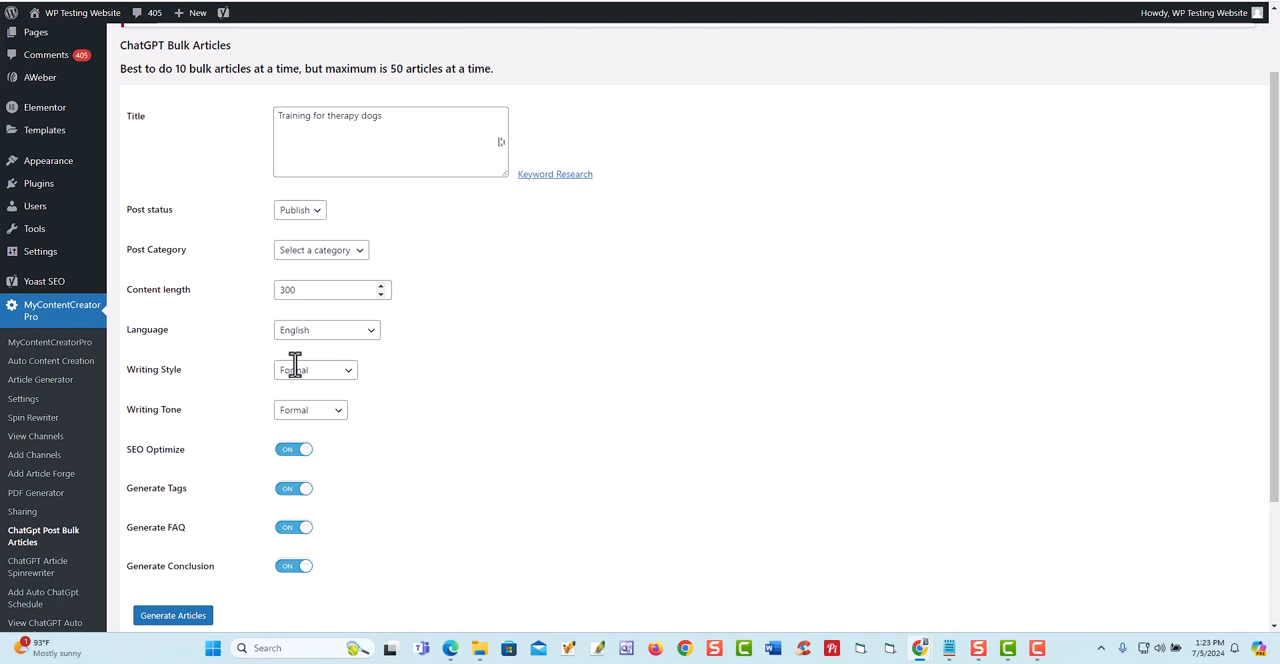 WP Testing Website 405 + New Howdy, WP Testing Website
Pages
Comments 405
AWeber
Elementor
Templates
Appearance
Plugins
Users
Tools
Settings
Yoast SEO
MyContentCreator
Pro
MyContentCreatorPro
Auto Content Creation
Article Generator
Settings
Spin Rewriter
View Channels
Add Channels
Add Article Forge
PDF Generator
Sharing
ChatGpt Post Bulk
Articles
ChatGPT Article
Spinrewriter
Add Auto ChatGpt
Schedule
View ChatGPT Auto
ChatGPT Bulk Articles
Best to do 10 bulk articles at a time, but maximum is 50 articles at a time.
Title Training for therapy dogs
Keyword Research
Post status Publish
Post Category Select a category
Content length 300
Language English
Writing Style Formal
Writing Tone Formal
SEO Optimize ON
Generate Tags ON
Generate FAQ ON
Generate Conclusion ON
Generate Articles
1 93°F
Mostly sunny
Search
1:23 PM
7/5/2024